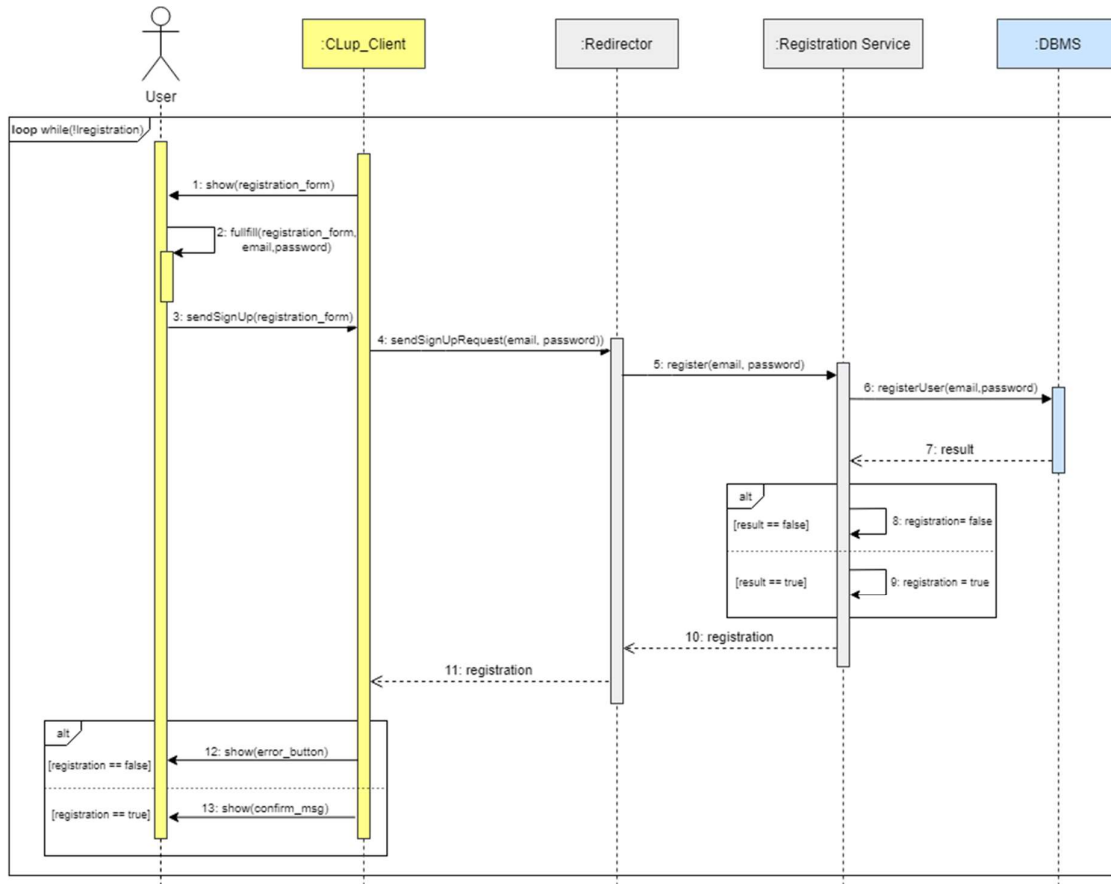 :CLup_Client
:Redirector
:Registration Service
:DBMS
User
loop while(!registration)
1: show(registration_form)
2: fullfill(registration_form,
email,password)
3: sendSignUp(registration_form)
4: sendSignUpRequest(email, password))
5: register(email, password)
6: registerUser(email,password)
7: result
alt
[result == false]
8: registration= false
[result == true]
9: registration = true
10: registration
11: registration
alt
12: show(error_button)
[registration == false]
13: show(confirm_msg)
[registration == true]